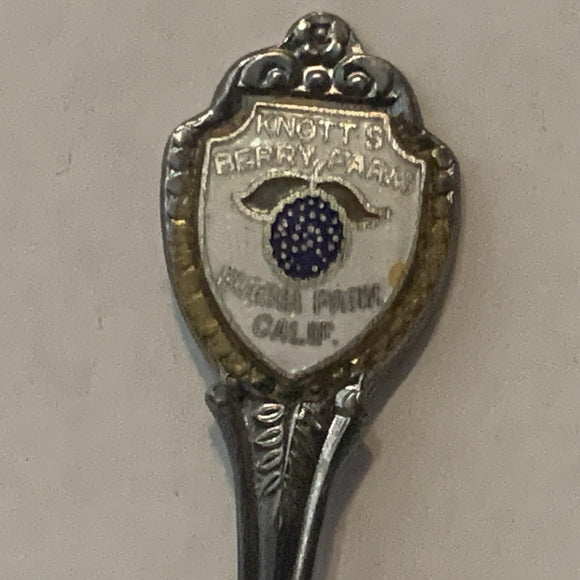 KNOTT'S
BERRY FARM
BUENA PARK
CALIF.